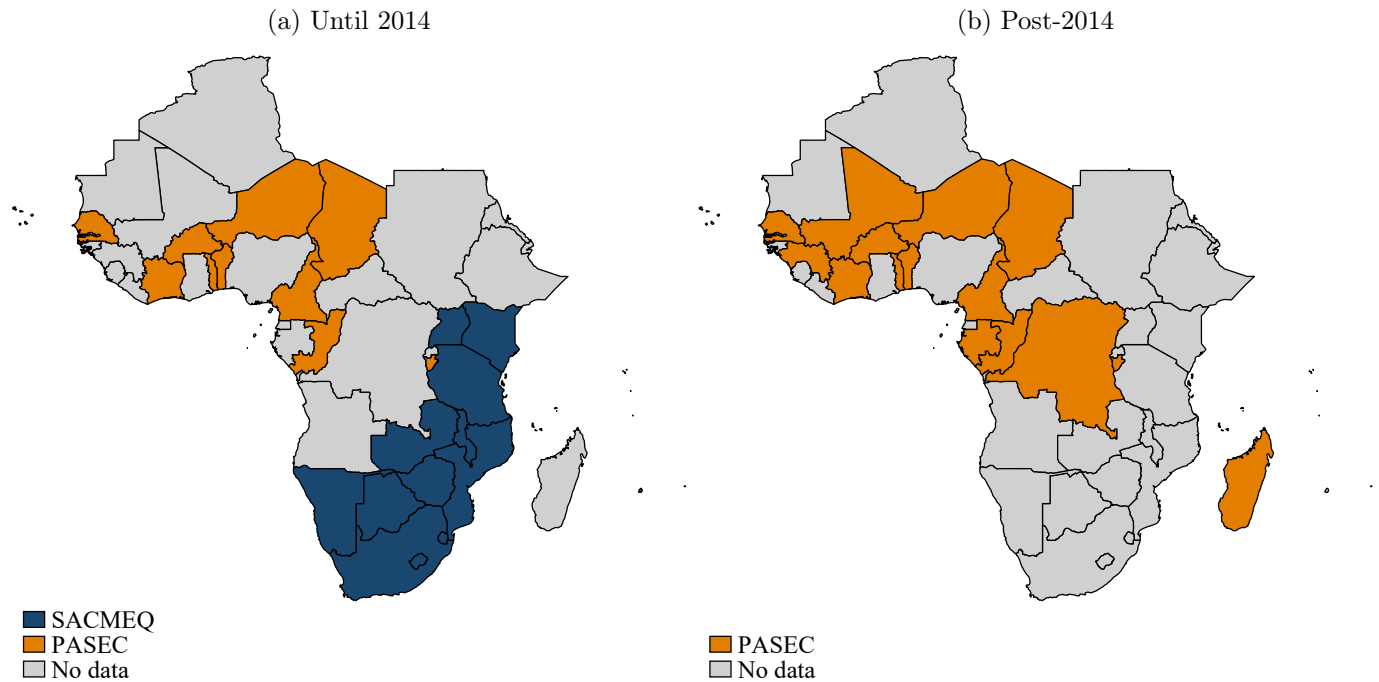 (a) Until 2014
(b) Post-2014
SACMEQ
PASEC
No data
PASEC
No data